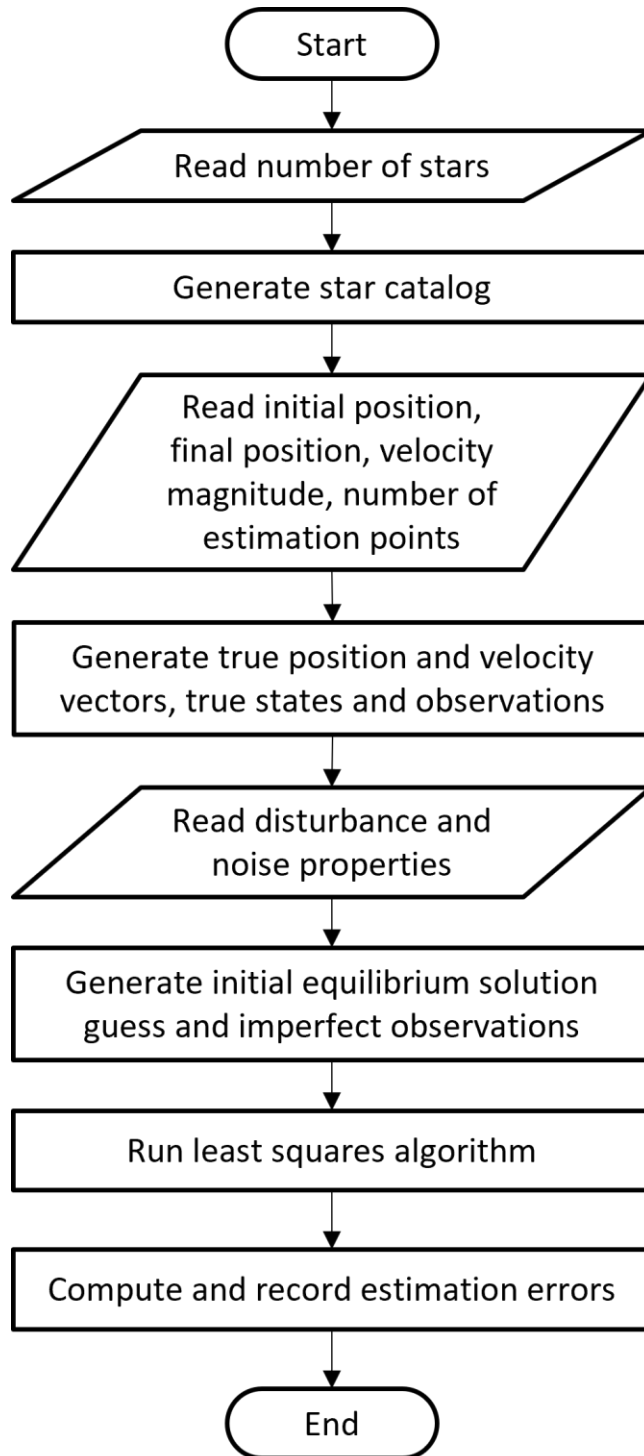 Start
Read number of stars
Generate star catalog
Read initial position,
final position, velocity
magnitude, number of
estimation points
Generate true position and velocity
vectors, true states and observations
Read disturbance and
noise properties
Generate initial equilibrium solution
guess and imperfect observations
Run least squares algorithm
Compute and record estimation errors
End